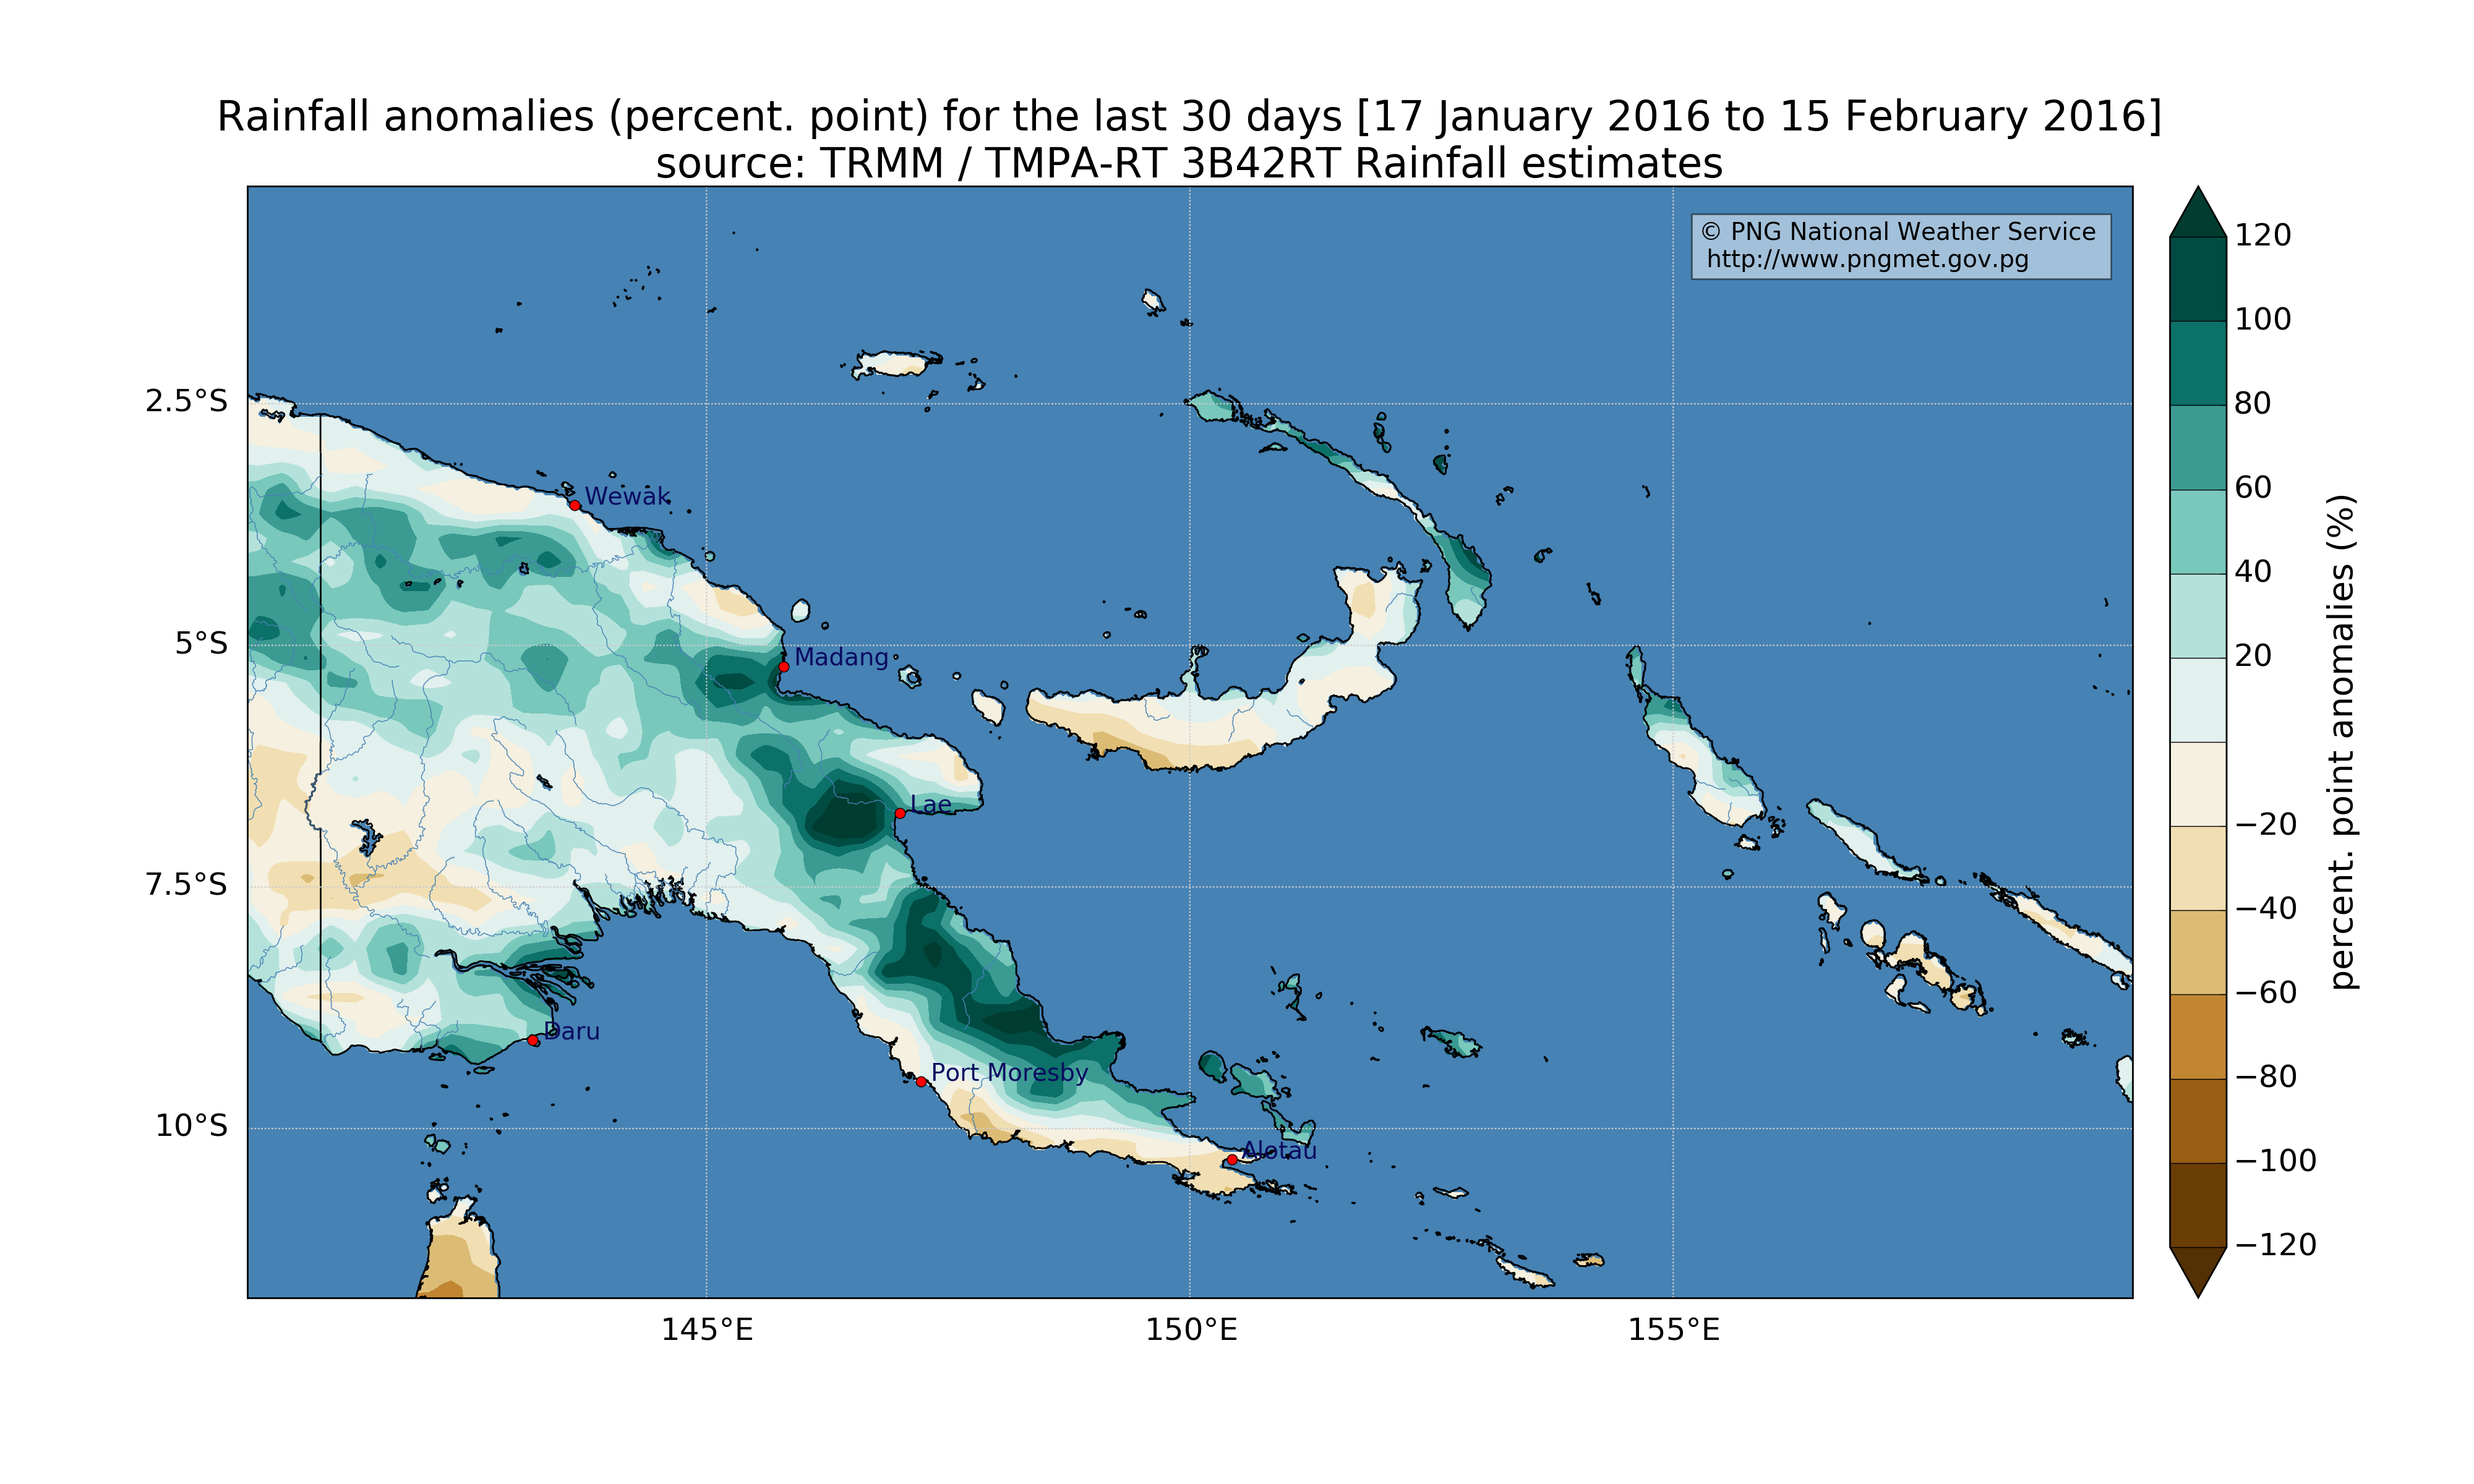 Rainfall anomalies (percent. point) for the last 30 days [17 January 2016 to 15 February 2016]
source: TRMM / TMPA-RT 3B42RT Rainfall estimates
© PNG National Weather Service
http://www.pngmet.gov.pg
2.5°S
5°S
7.5°S
10°S
Wewak
Madang
Lae
Daru
Port Moresby
Alotau
145°E
150°E
155°E
120
100
80
60
40
20
−20
−40
−60
−80
−100
−120
percent. point anomalies (%)